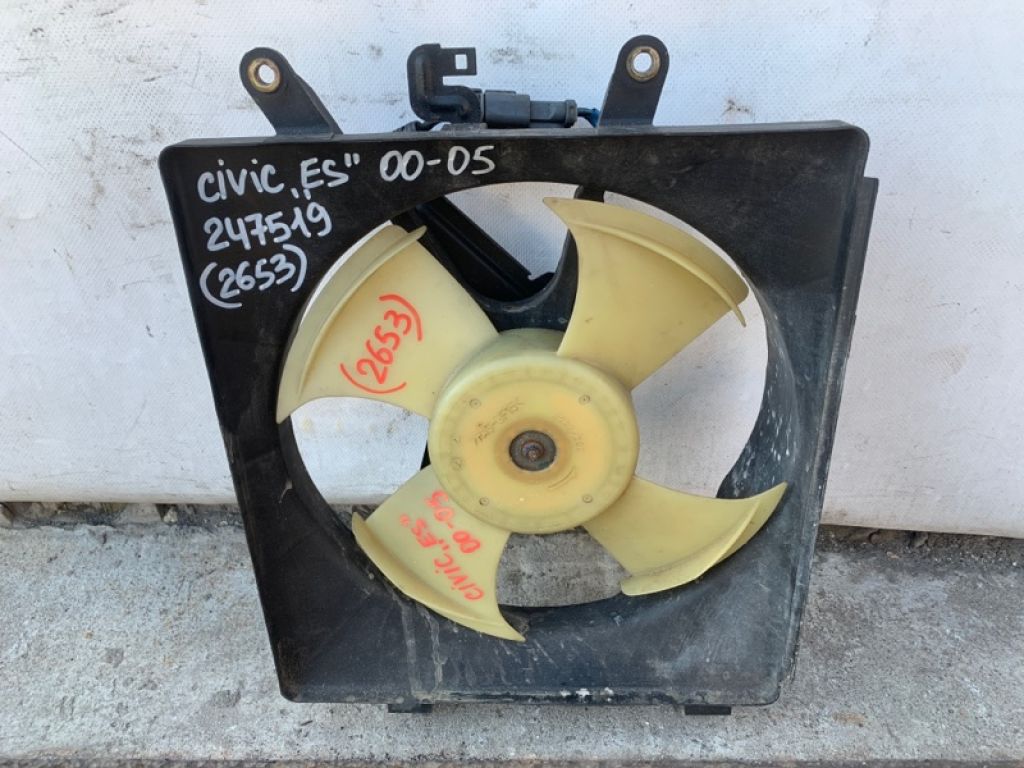 CIVIC „ES" 00-05
247519
(2653)
(2653)
CIVIC „ES"
00-05